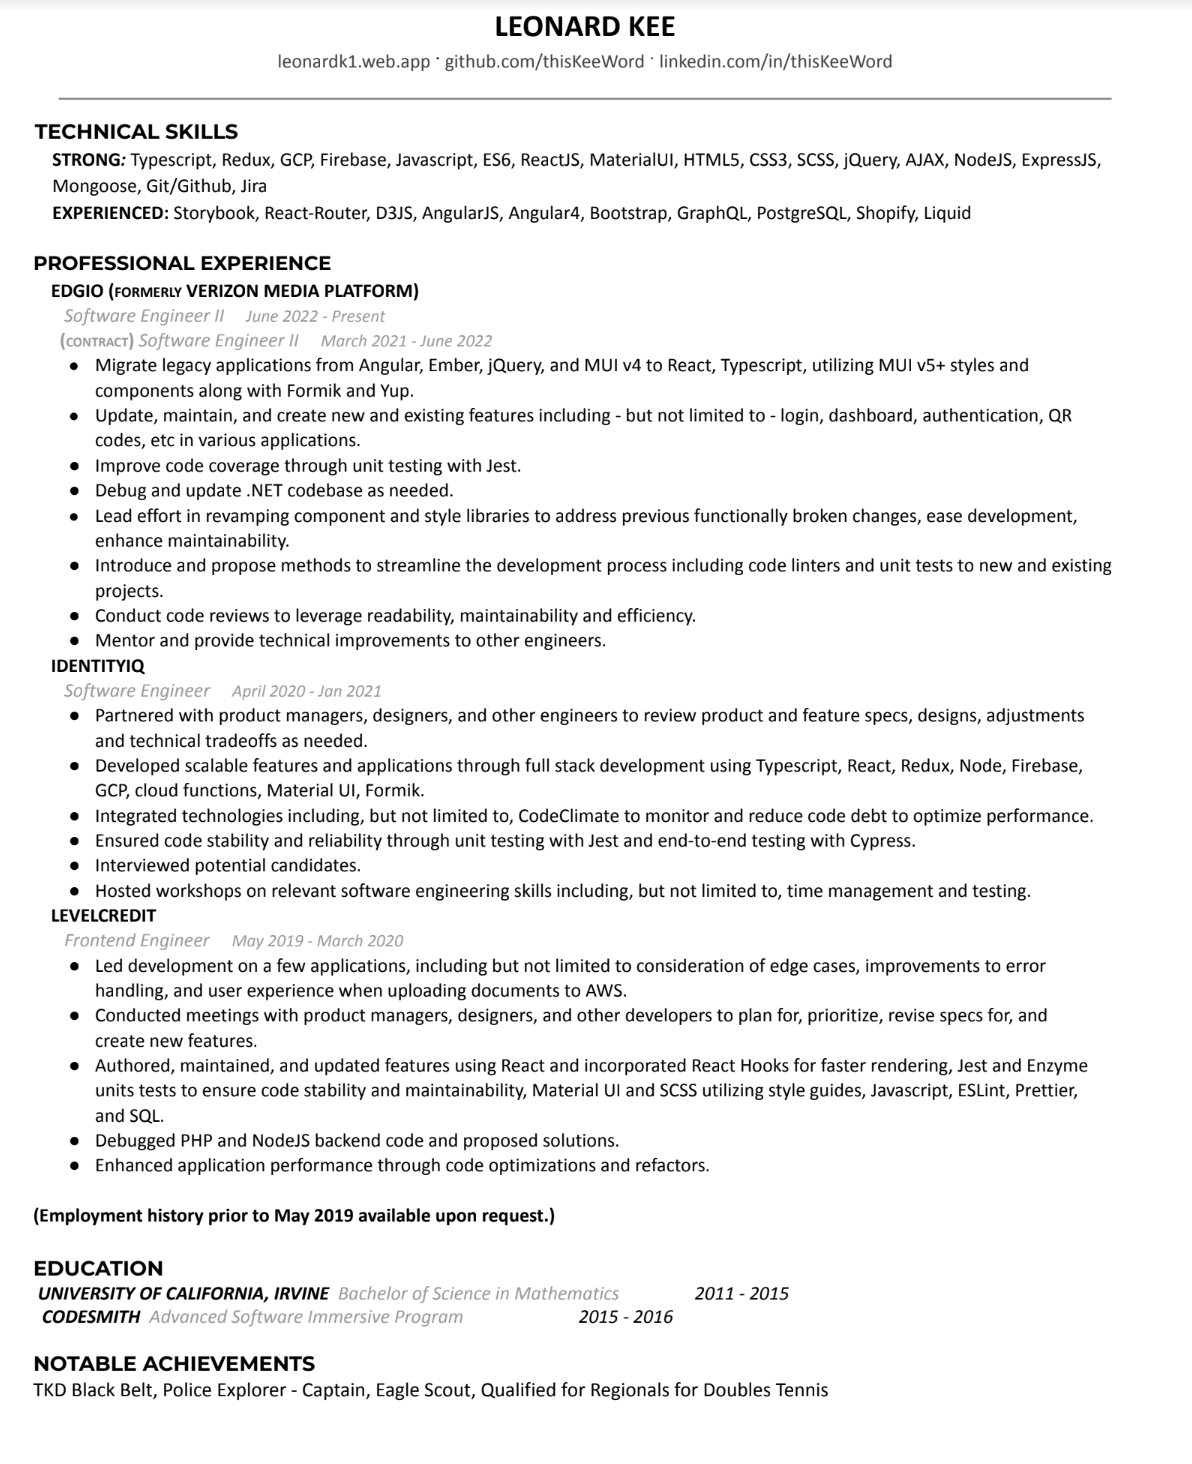 LEONARD KEE
leonardk1.web.app · github.com/thisKeeWord · linkedin.com/in/thisKeeWord
TECHNICAL SKILLS
STRONG: Typescript, Redux, GCP, Firebase, Javascript, ES6, ReactJS, MaterialUI, HTML5, CSS3, SCSS, jQuery, AJAX, NodeJS, ExpressJS,
Mongoose, Git/Github, Jira
EXPERIENCED: Storybook, React-Router, D3JS, AngularJS, Angular4, Bootstrap, GraphQL, PostgreSQL, Shopify, Liquid
PROFESSIONAL EXPERIENCE
EDGIO (FORMERLY VERIZON MEDIA PLATFORM)
Software Engineer II June 2022 - Present
(CONTRACT) Software Engineer II March 2021 - June 2022
● Migrate legacy applications from Angular, Ember, jQuery, and MUI v4 to React, Typescript, utilizing MUI v5+ styles and
components along with Formik and Yup.
● Update, maintain, and create new and existing features including - but not limited to - login, dashboard, authentication, QR
codes, etc in various applications.
● Improve code coverage through unit testing with Jest.
● Debug and update .NET codebase as needed.
● Lead effort in revamping component and style libraries to address previous functionally broken changes, ease development,
enhance maintainability.
● Introduce and propose methods to streamline the development process including code linters and unit tests to new and existing
projects.
● Conduct code reviews to leverage readability, maintainability and efficiency.
● Mentor and provide technical improvements to other engineers.
IDENTITYIQ
Software Engineer April 2020 - Jan 2021
● Partnered with product managers, designers, and other engineers to review product and feature specs, designs, adjustments
and technical tradeoffs as needed.
● Developed scalable features and applications through full stack development using Typescript, React, Redux, Node, Firebase,
GCP, cloud functions, Material UI, Formik.
● Integrated technologies including, but not limited to, CodeClimate to monitor and reduce code debt to optimize performance.
● Ensured code stability and reliability through unit testing with Jest and end-to-end testing with Cypress.
● Interviewed potential candidates.
● Hosted workshops on relevant software engineering skills including, but not limited to, time management and testing.
LEVELCREDIT
Frontend Engineer May 2019 - March 2020
● Led development on a few applications, including but not limited to consideration of edge cases, improvements to error
handling, and user experience when uploading documents to AWS.
● Conducted meetings with product managers, designers, and other developers to plan for, prioritize, revise specs for, and
create new features.
● Authored, maintained, and updated features using React and incorporated React Hooks for faster rendering, Jest and Enzyme
units tests to ensure code stability and maintainability, Material UI and SCSS utilizing style guides, Javascript, ESLint, Prettier,
and SQL.
● Debugged PHP and NodeJS backend code and proposed solutions.
● Enhanced application performance through code optimizations and refactors.
(Employment history prior to May 2019 available upon request.)
EDUCATION
UNIVERSITY OF CALIFORNIA, IRVINE Bachelor of Science in Mathematics 2011 - 2015
CODESMITH Advanced Software Immersive Program 2015 - 2016
NOTABLE ACHIEVEMENTS
TKD Black Belt, Police Explorer - Captain, Eagle Scout, Qualified for Regionals for Doubles Tennis